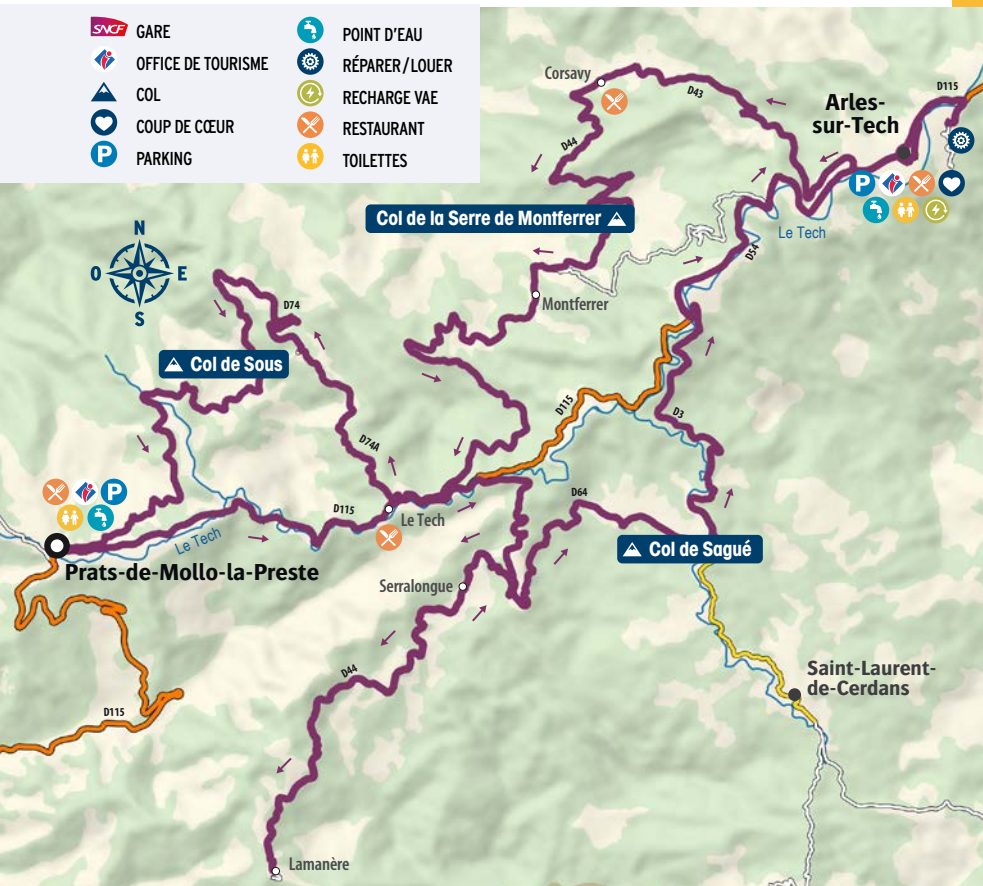 SNCF GARE
OFFICE DE TOURISME
COL
COUP DE CŒUR
P PARKING
POINT D'EAU
RÉPARER / LOUER
RECHARGE VAE
RESTAURANT
TOILETTES
Corsavy
D43
D115
Arles-
sur-Tech
D44
P
Col de la Serre de Montferrer
Le Tech
D54
N
O
E
S
Montferrer
D74
Col de Sous
D115
D3
D74A
P
D115
Le Tech
D64
Le Tech
Col de Sagué
Prats-de-Mollo-la-Preste
Serralongue
Saint-Laurent-
de-Cerdans
D44
D115
Lamanère